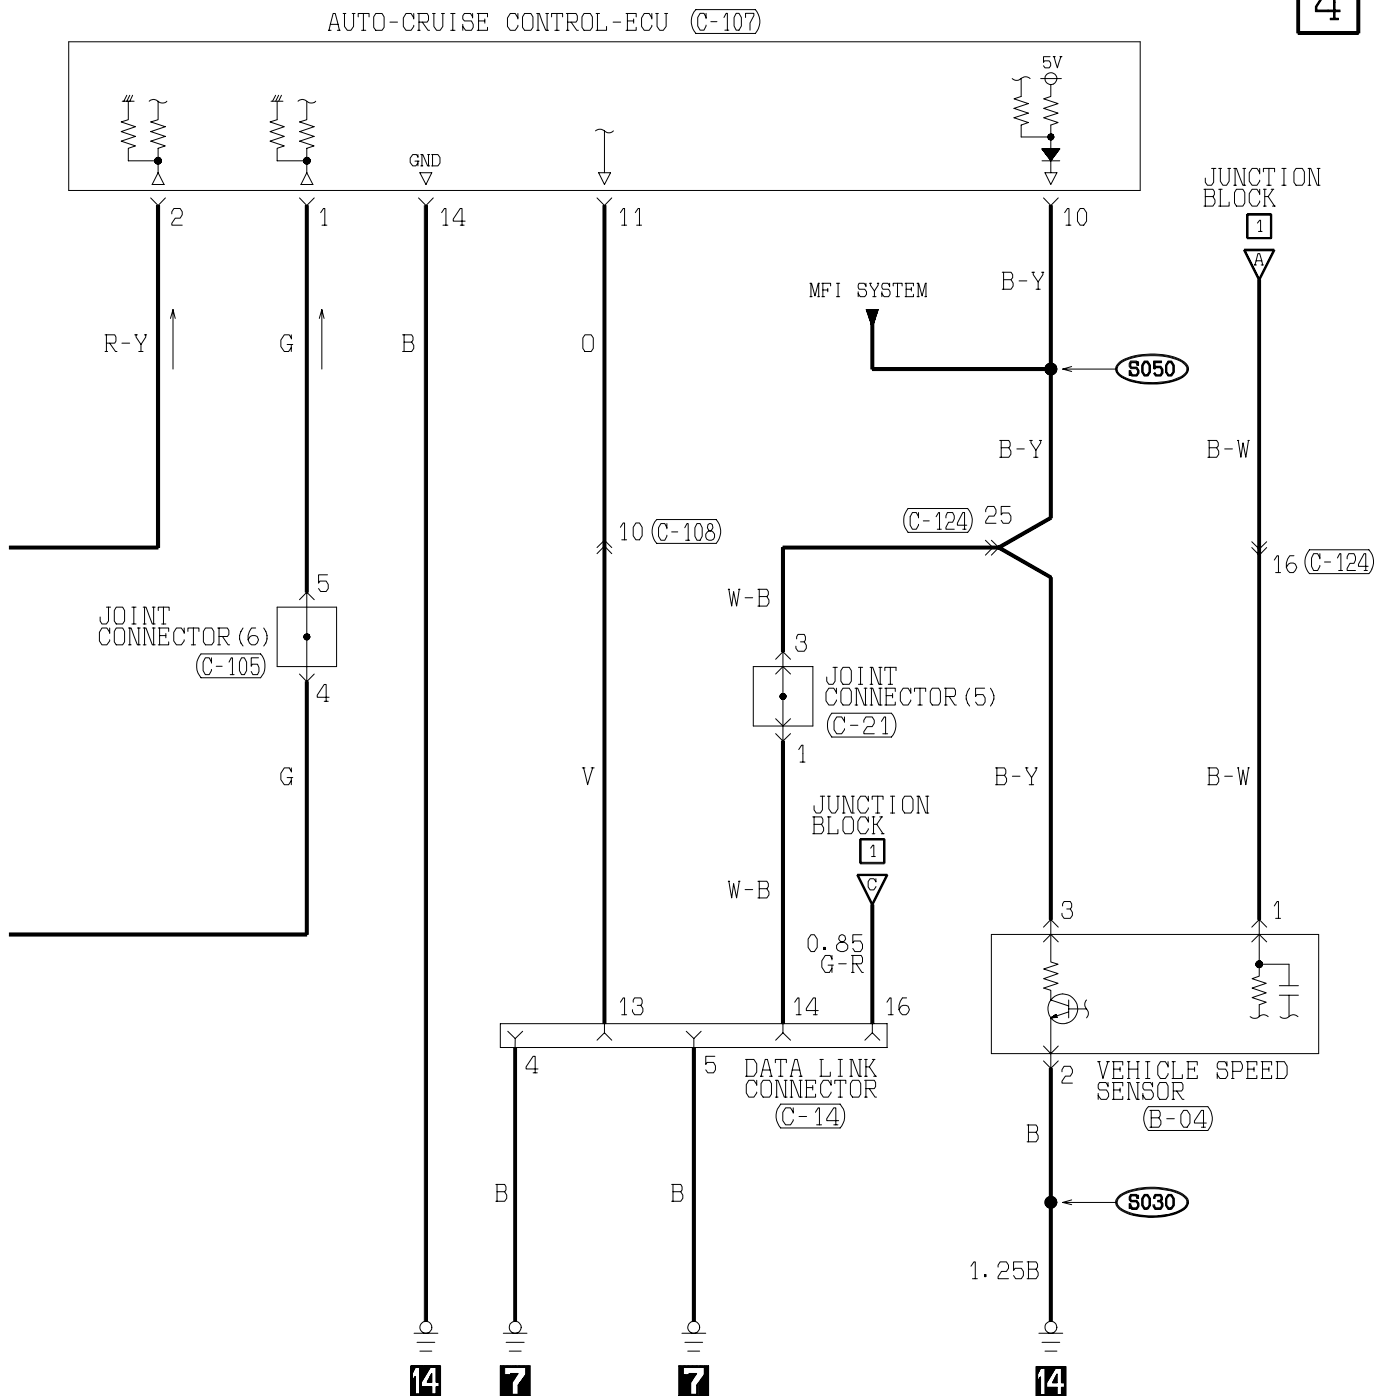 4
AUTO-CRUISE CONTROL-ECU (C-107)
5V
GND
2
1
14
11
10
JUNCTION
BLOCK
1
A
B-Y
MFI SYSTEM
R-Y
G
B
O
S050
B-Y
B-W
(C-124) 25
10 (C-108)
16 (C-124)
5
W-B
JOINT
CONNECTOR(6)
(C-105)
3
4
JOINT
CONNECTOR(5)
(C-21)
1
G
V
B-Y
B-W
JUNCTION
BLOCK
1
C
W-B
3
1
0.85
G-R
13
14
16
4
5
DATA LINK
CONNECTOR
(C-14)
2
VEHICLE SPEED
SENSOR
(B-04)
B
B
B
S030
1.25B
14
7
7
14